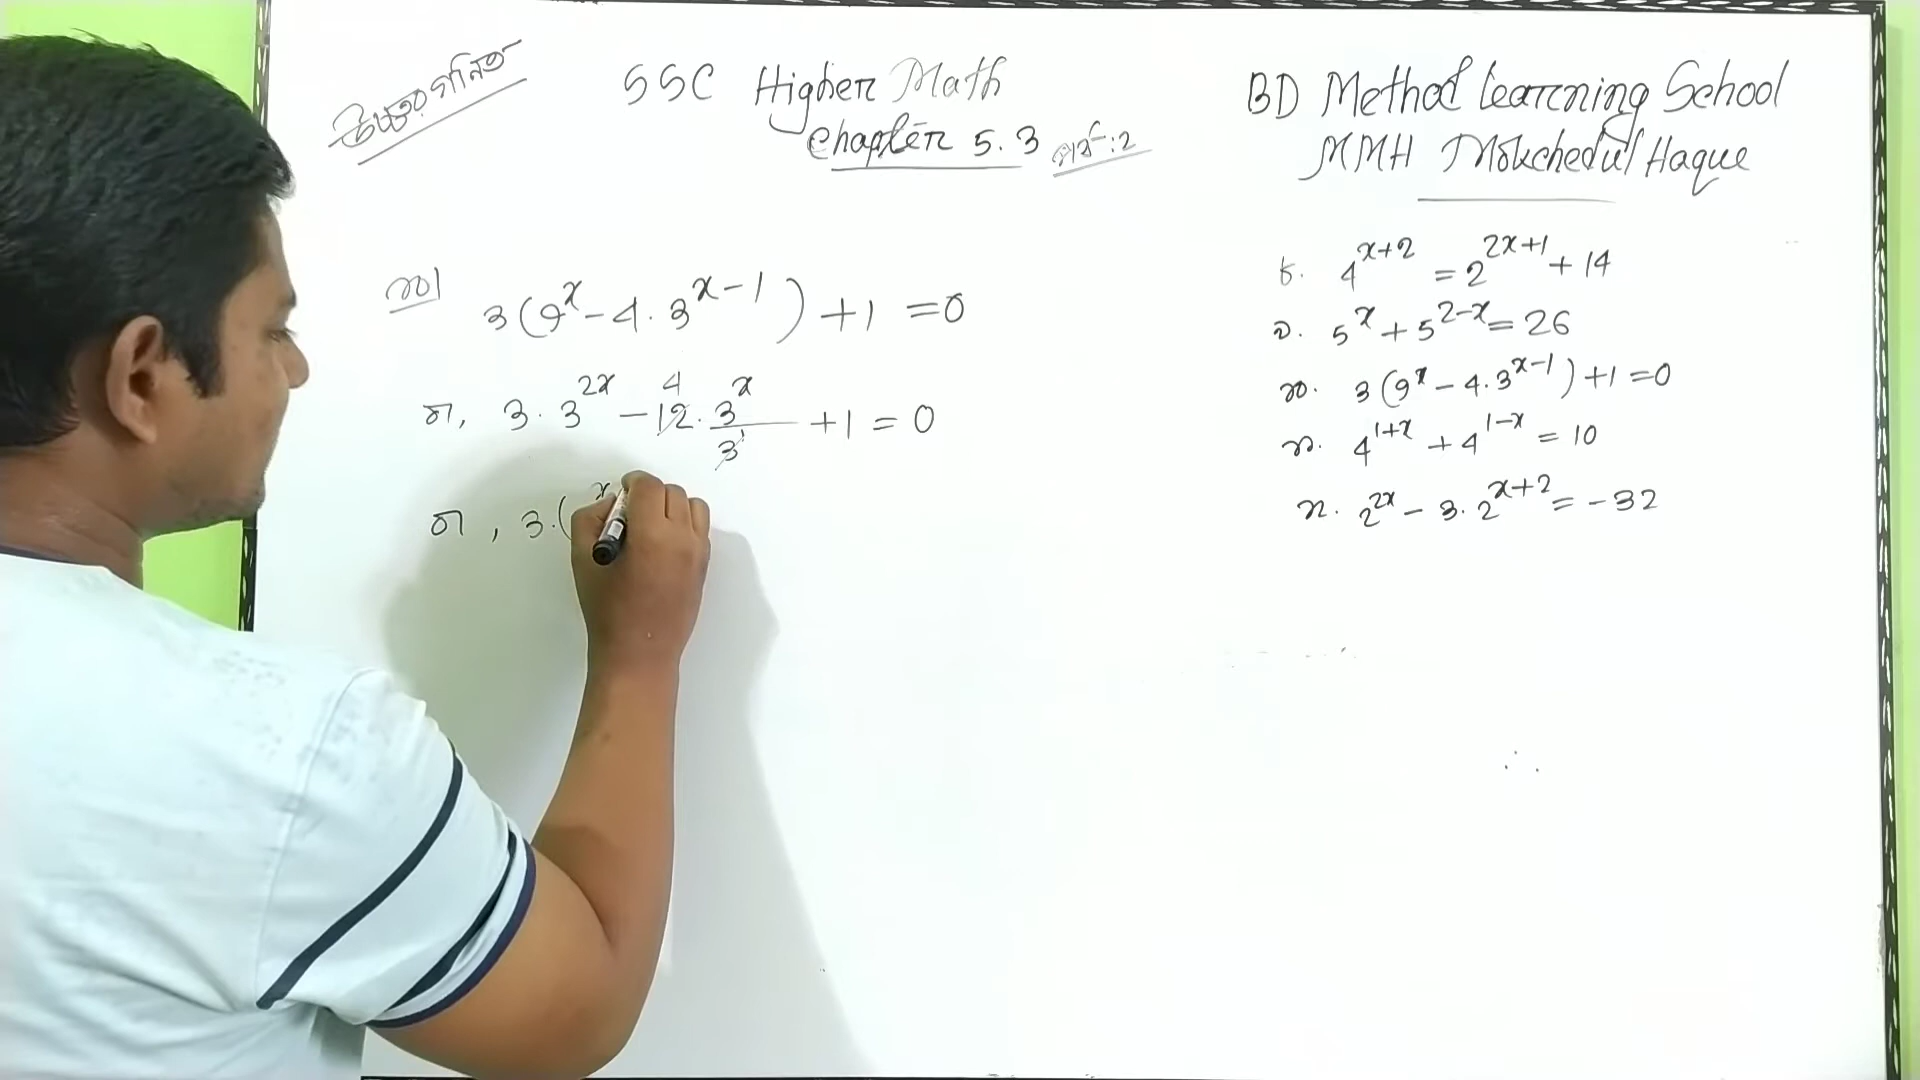 উচ্চতর গনিত
SSC Higher Math
Chapter 5.3 পার্ট:2
BD Method Learning School
MMH Mokchedul Haque
জ। 3(9^x - 4. 3^{x-1}) + 1 = 0
বা, 3. 3^{2x} - 12. 3^x/3 + 1 = 0
4
1
বা, 3.(
x
চ. 4^{x+2} = 2^{2x+1} + 14
ছ. 5^x + 5^{2-x} = 26
জ. 3(9^x - 4. 3^{x-1}) + 1 = 0
ঝ. 4^{1+x} + 4^{1-x} = 10
ঞ. 2^{2x} - 3. 2^{x+2} = -32